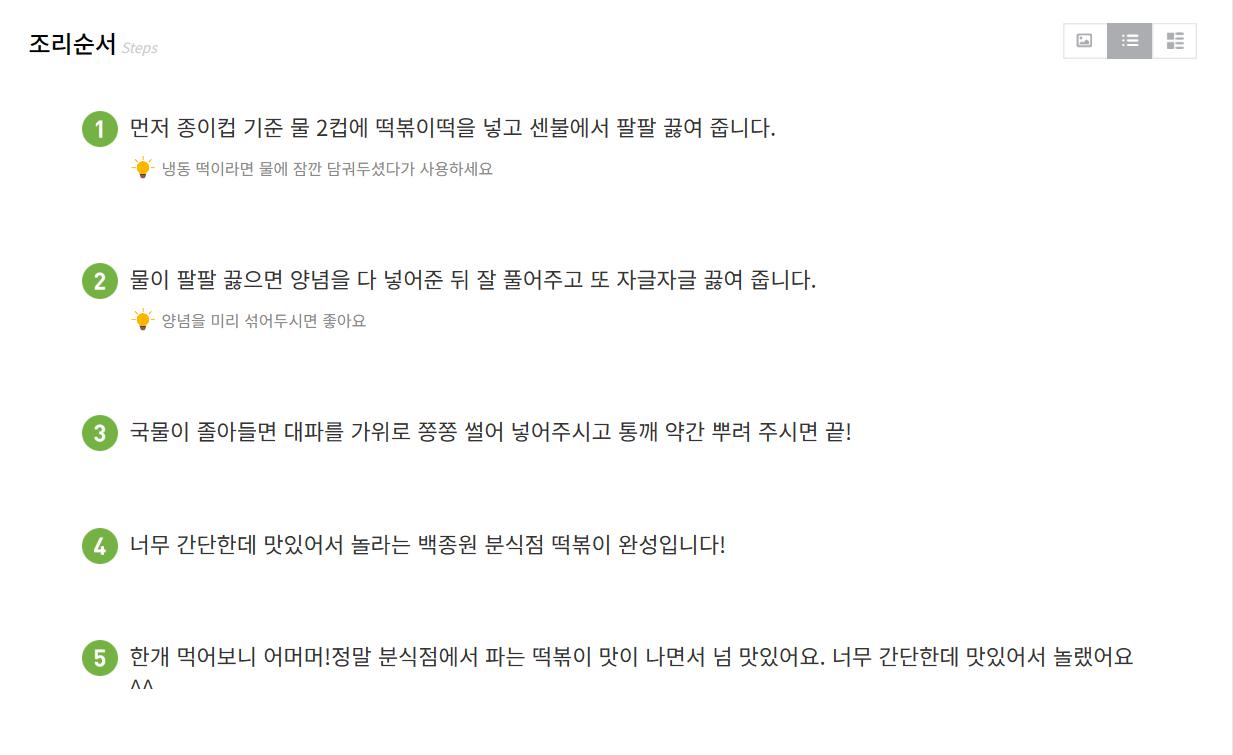 조리순서 Steps
1 먼저 종이컵 기준 물 2컵에 떡볶이떡을 넣고 센불에서 팔팔 끓여 줍니다.
냉동 떡이라면 물에 잠깐 담궈두셨다가 사용하세요
2 물이 팔팔 끓으면 양념을 다 넣어준 뒤 잘 풀어주고 또 자글자글 끓여 줍니다.
양념을 미리 섞어두시면 좋아요
3 국물이 졸아들면 대파를 가위로 쫑쫑 썰어 넣어주시고 통깨 약간 뿌려 주시면 끝!
4 너무 간단한데 맛있어서 놀라는 백종원 분식점 떡볶이 완성입니다!
5 한개 먹어보니 어머머!정말 분식점에서 파는 떡볶이 맛이 나면서 넘 맛있어요. 너무 간단한데 맛있어서 놀랬어요
^^